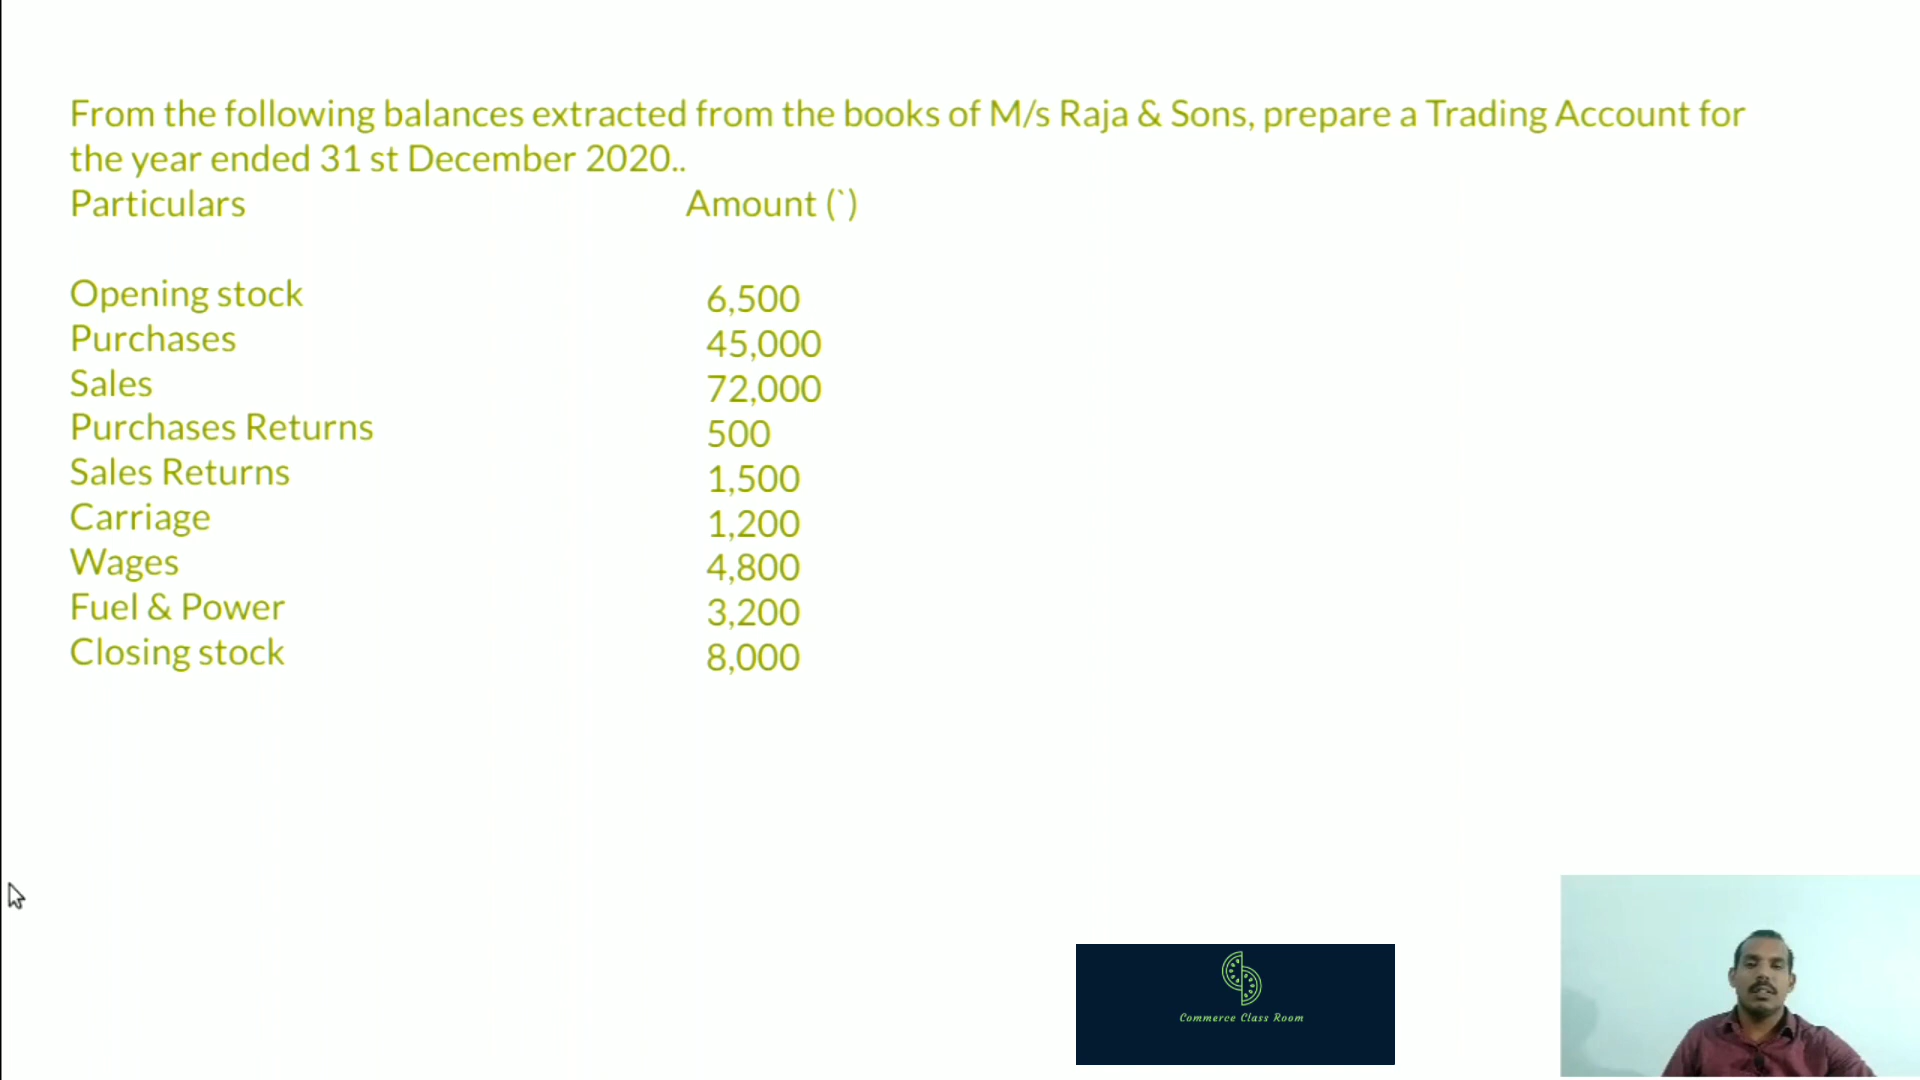 From the following balances extracted from the books of M/s Raja & Sons, prepare a Trading Account for
the year ended 31 st December 2020..
Particulars Amount (`)
Opening stock 6,500
Purchases 45,000
Sales 72,000
Purchases Returns 500
Sales Returns 1,500
Carriage 1,200
Wages 4,800
Fuel & Power 3,200
Closing stock 8,000
Commerce Class Room